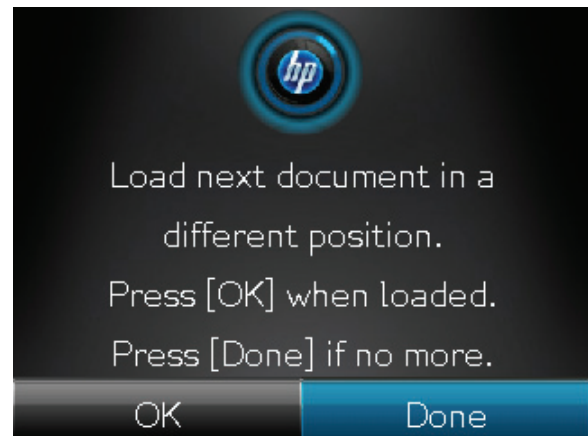 hp
Load next document in a
different position.
Press [OK] when loaded.
Press [Done] if no more.
OK
Done